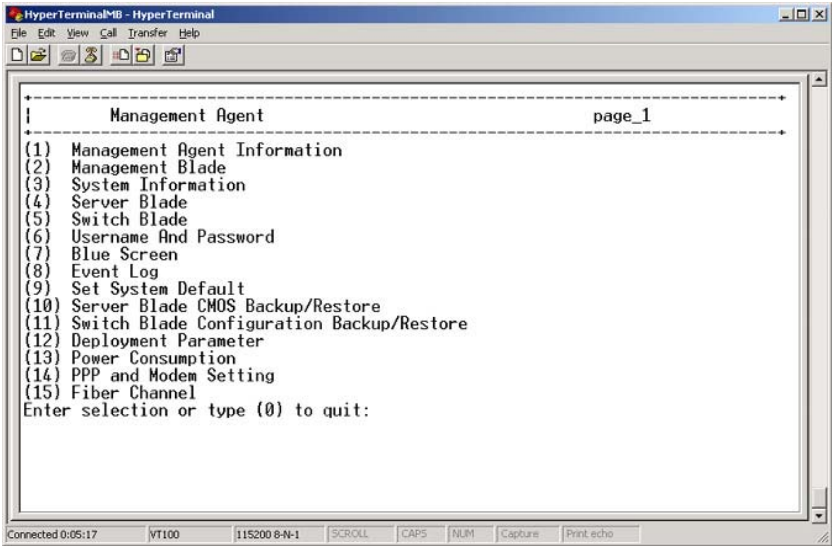 HyperTerminalMB - HyperTerminal
File Edit View Call Transfer Help
Management Agent page_1
(1) Management Agent Information
(2) Management Blade
(3) System Information
(4) Server Blade
(5) Switch Blade
(6) Username And Password
(7) Blue Screen
(8) Event Log
(9) Set System Default
(10) Server Blade CMOS Backup/Restore
(11) Switch Blade Configuration Backup/Restore
(12) Deployment Parameter
(13) Power Consumption
(14) PPP and Modem Setting
(15) Fiber Channel
Enter selection or type (0) to quit:
Connected 0:05:17 VT100 115200 8-N-1 SCROLL CAPS NUM Capture Print echo